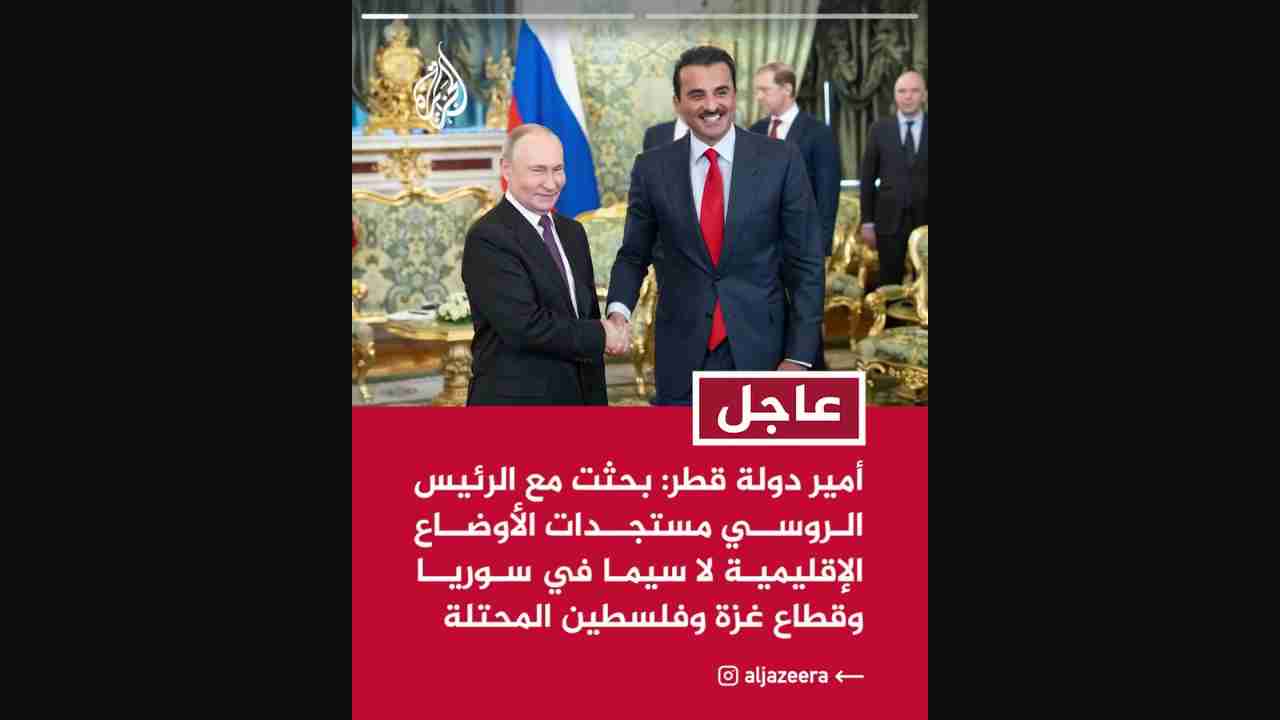 الجزيرة
عاجل
أمير دولة قطر: بحثت مع الرئيس
الروسي مستجدات الأوضاع
الإقليمية لا سيما في سوريا
وقطاع غزة وفلسطين المحتلة
aljazeera